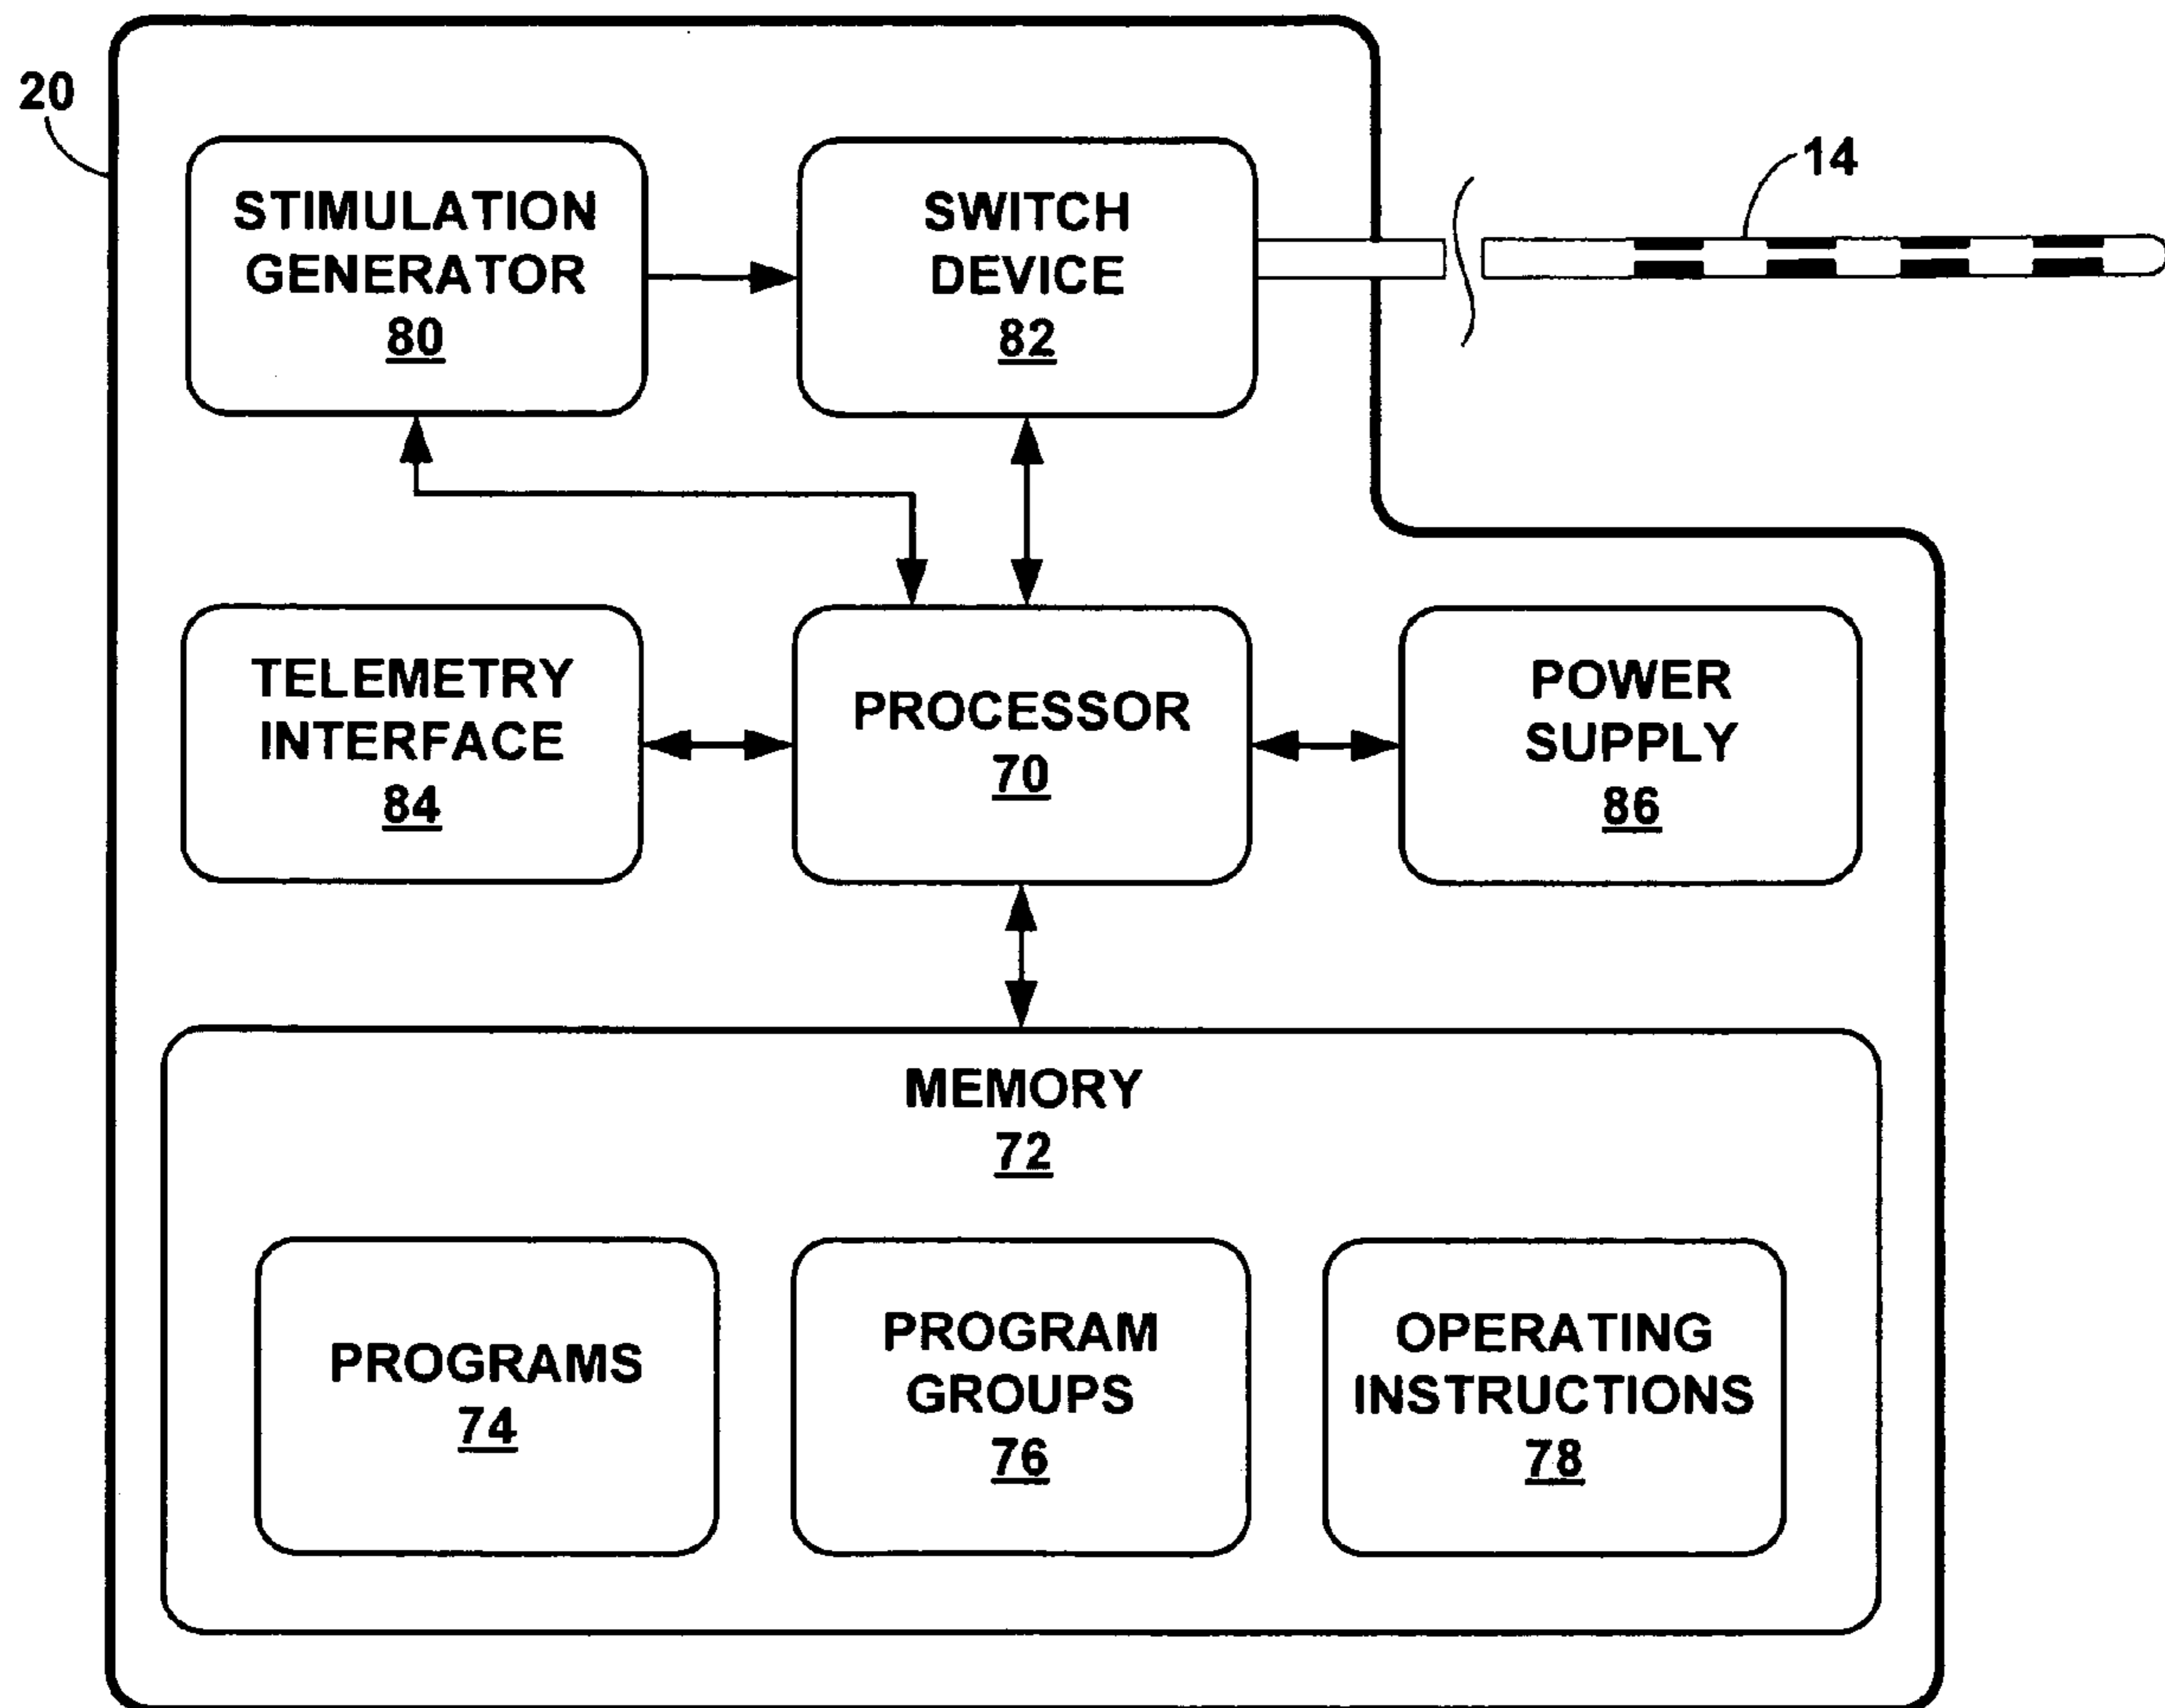 20
14
STIMULATION
GENERATOR
80
SWITCH
DEVICE
82
TELEMETRY
INTERFACE
84
PROCESSOR
70
POWER
SUPPLY
86
MEMORY
72
PROGRAMS
74
PROGRAM
GROUPS
76
OPERATING
INSTRUCTIONS
78